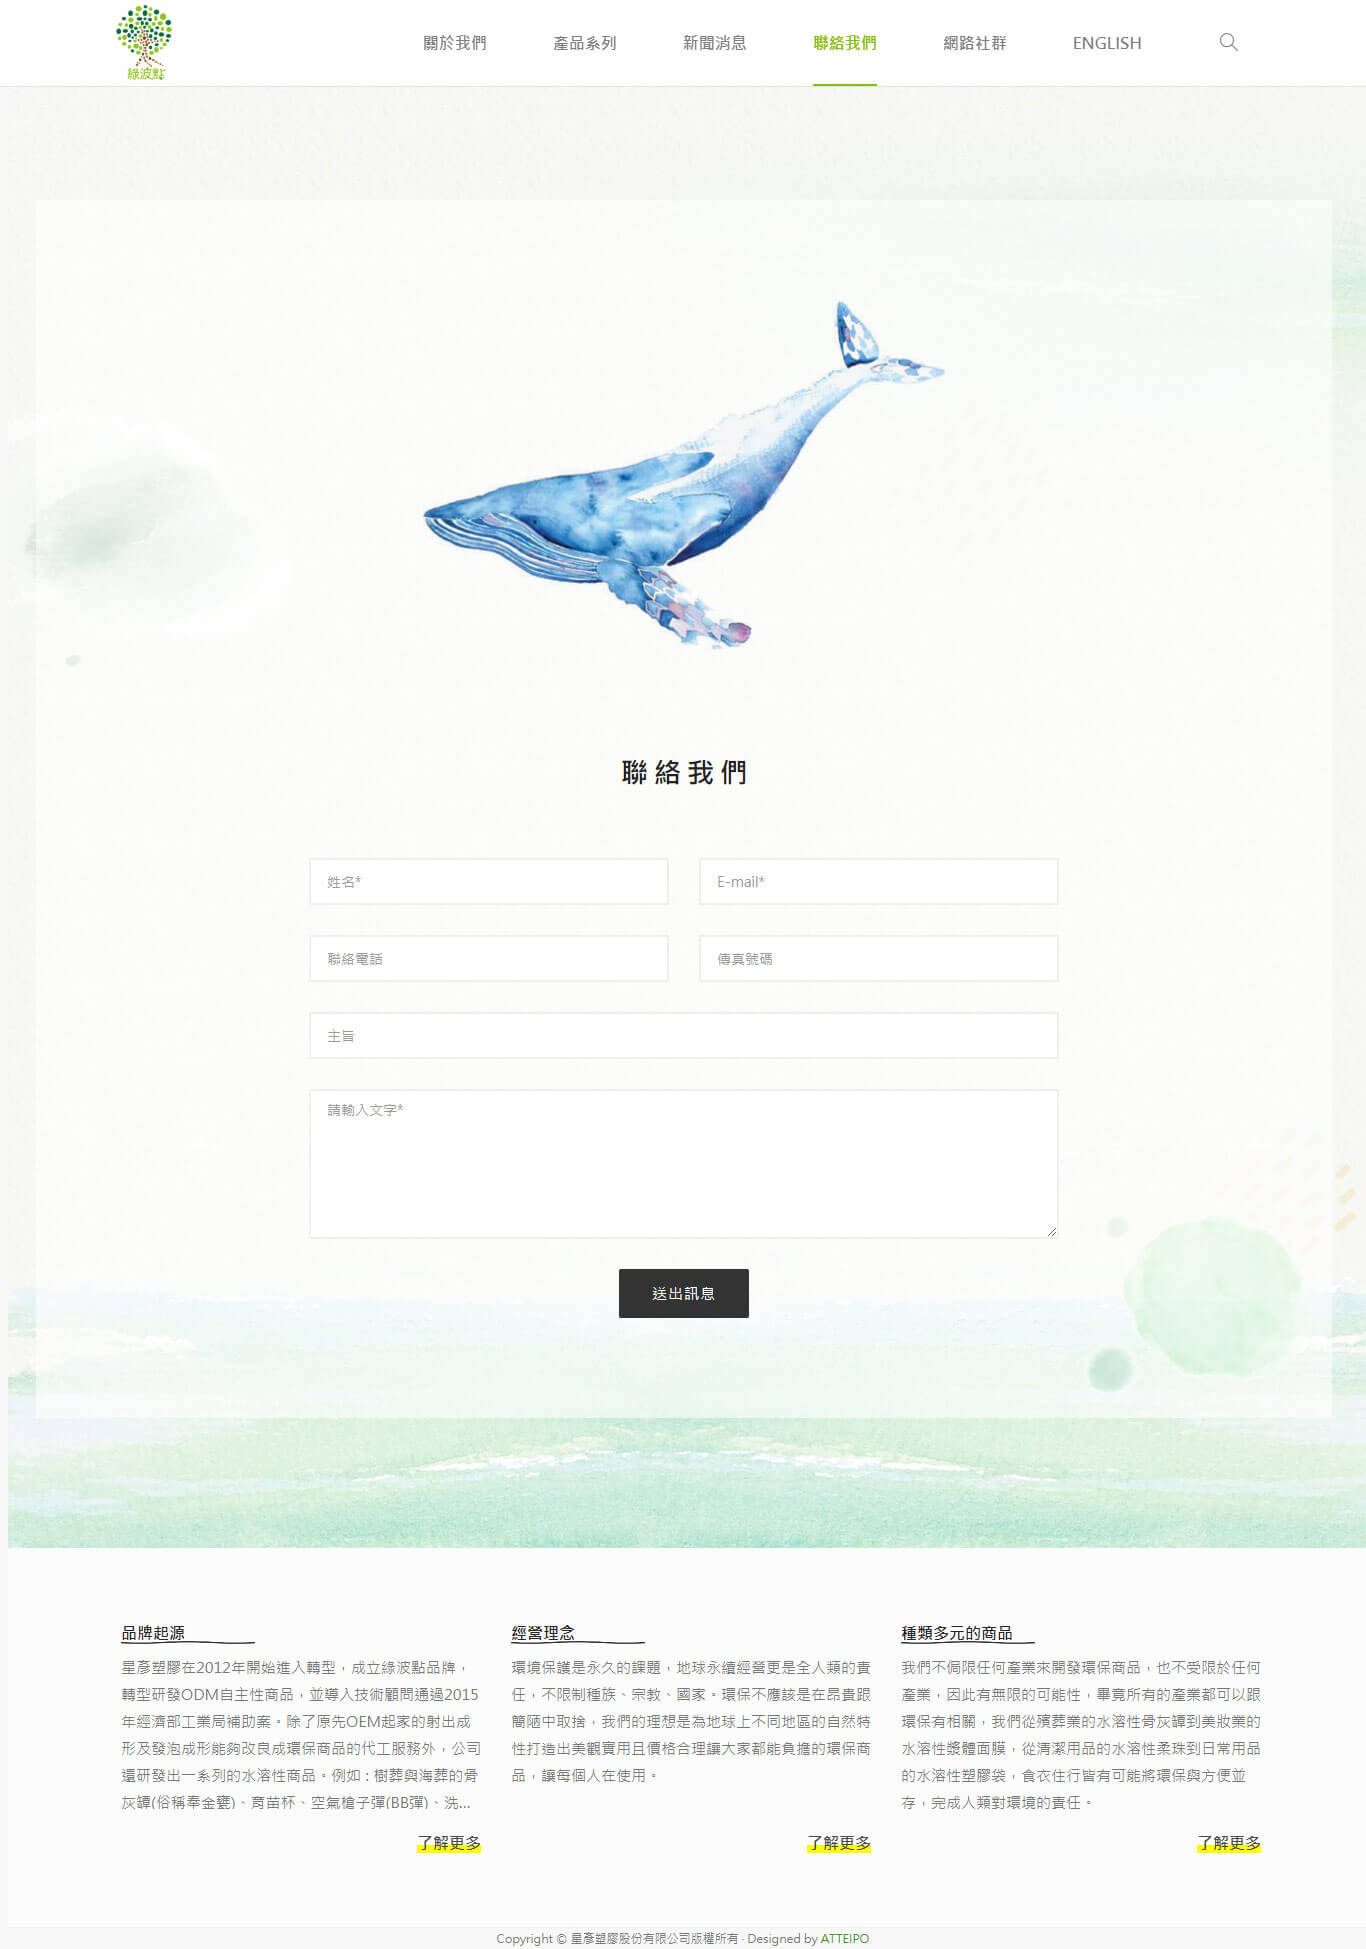 綠波點
關於我們
產品系列
新聞消息
聯絡我們
網路社群
ENGLISH
聯絡我們
姓名*
E-mail*
聯絡電話
傳真號碼
主旨
請輸入文字*
送出訊息
品牌起源
星彥塑膠在2012年開始進入轉型，成立綠波點品牌，
轉型研發ODM自主性商品，並導入技術顧問通過2015
年經濟部工業局補助案。除了原先OEM起家的射出成
形及發泡成形能夠改良成環保商品的代工服務外，公司
還研發出一系列的水溶性商品。例如：樹葬與海葬的骨
灰罈(俗稱奉金甕)、育苗杯、空氣槍子彈(BB彈)、洗...
了解更多
經營理念
環境保護是永久的課題，地球永續經營更是全人類的責
任，不限制種族、宗教、國家。環保不應該是在昂貴跟
簡陋中取捨，我們的理想是為地球上不同地區的自然特
性打造出美觀實用且價格合理讓大家都能負擔的環保商
品，讓每個人在使用。
了解更多
種類多元的商品
我們不侷限任何產業來開發環保商品，也不受限於任何
產業，因此有無限的可能性，畢竟所有的產業都可以跟
環保有相關，我們從殯葬業的水溶性骨灰罈到美妝業的
水溶性漿體面膜，從清潔用品的水溶性柔珠到日常用品
的水溶性塑膠袋，食衣住行皆有可能將環保與方便並
存，完成人類對環境的責任。
了解更多
Copyright © 星彥塑膠股份有限公司版權所有 · Designed by ATTEIPO